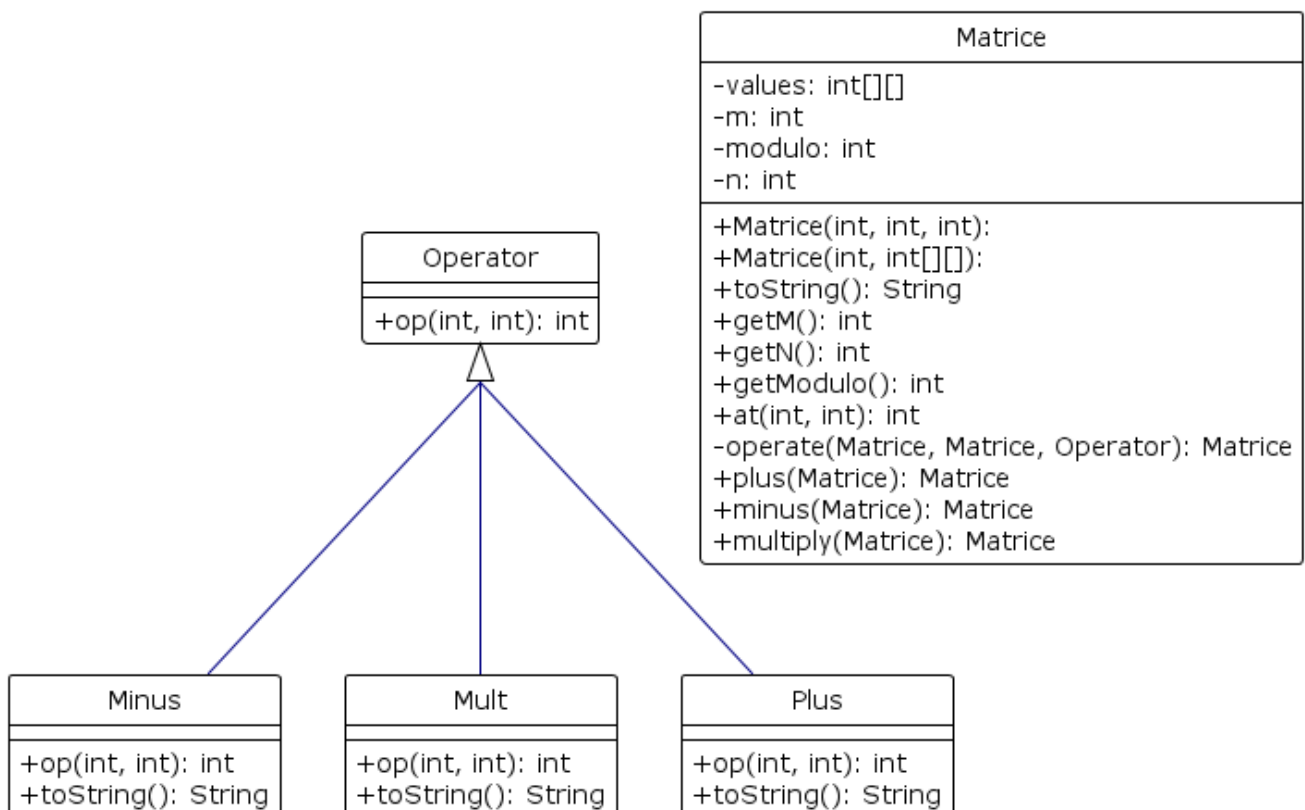 Matrice
-values: int[][]
-m: int
-modulo: int
-n: int
+Matrice(int, int, int):
+Matrice(int, int[][]):
+toString(): String
+getM(): int
+getN(): int
+getModulo(): int
+at(int, int): int
-operate(Matrice, Matrice, Operator): Matrice
+plus(Matrice): Matrice
+minus(Matrice): Matrice
+multiply(Matrice): Matrice
Operator
+op(int, int): int
Minus
+op(int, int): int
+toString(): String
Mult
+op(int, int): int
+toString(): String
Plus
+op(int, int): int
+toString(): String